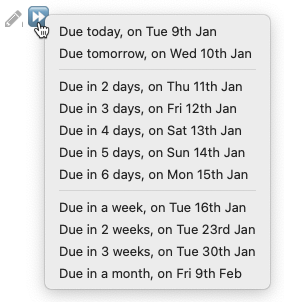 Due today, on Tue 9th Jan
Due tomorrow, on Wed 10th Jan
Due in 2 days, on Thu 11th Jan
Due in 3 days, on Fri 12th Jan
Due in 4 days, on Sat 13th Jan
Due in 5 days, on Sun 14th Jan
Due in 6 days, on Mon 15th Jan
Due in a week, on Tue 16th Jan
Due in 2 weeks, on Tue 23rd Jan
Due in 3 weeks, on Tue 30th Jan
Due in a month, on Fri 9th Feb